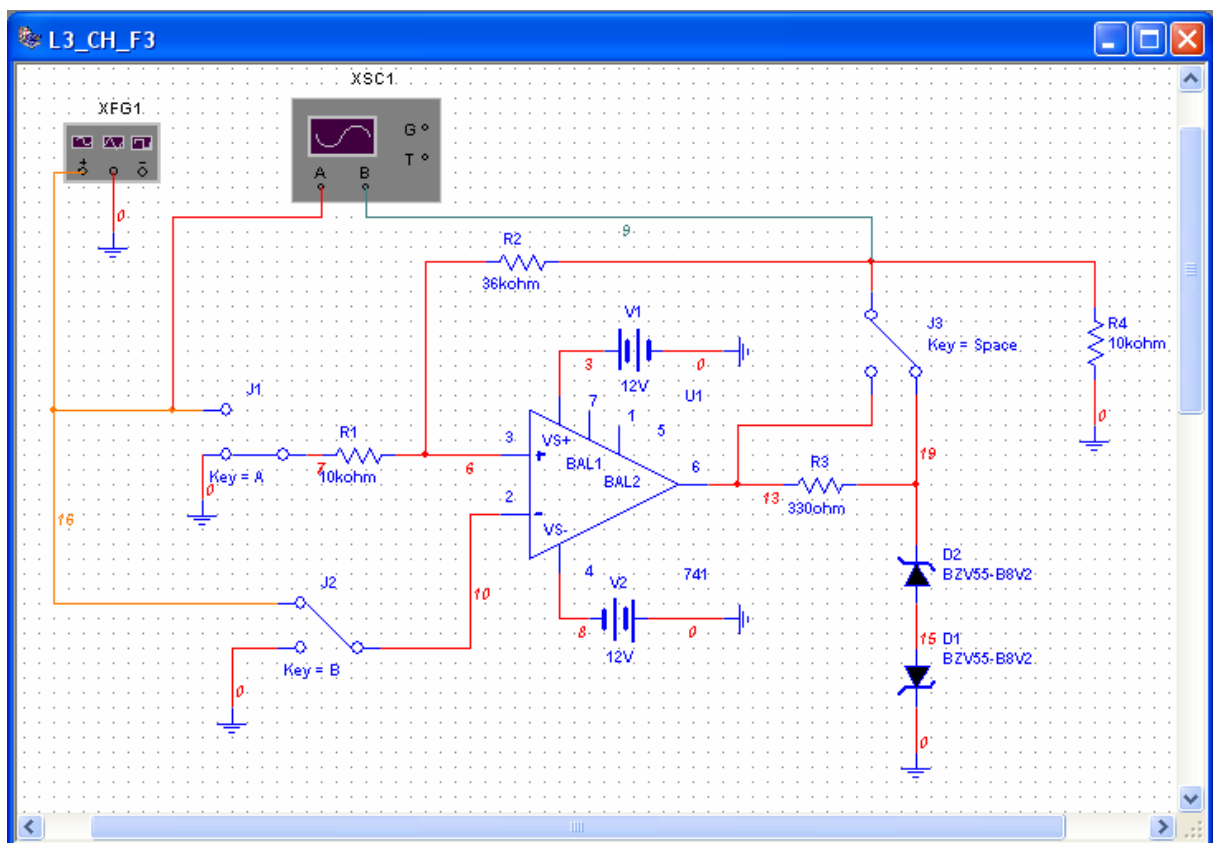 L3_CH_F3
XSC1
XFG1
G
T
+
−
A B
0
9
R2
36kohm
V1
3
0
12V
J3
Key = Space
R4
10kohm
J1
7
U1
1
5
R1
3
VS+
BAL1
BAL2
6
Key = A
7
10kohm
6
0
2
19
R3
13
330ohm
0
16
VS-
D2
BZV55-B8V2
J2
10
4
V2
741
8
0
12V
15
D1
BZV55-B8V2
Key = B
0
0